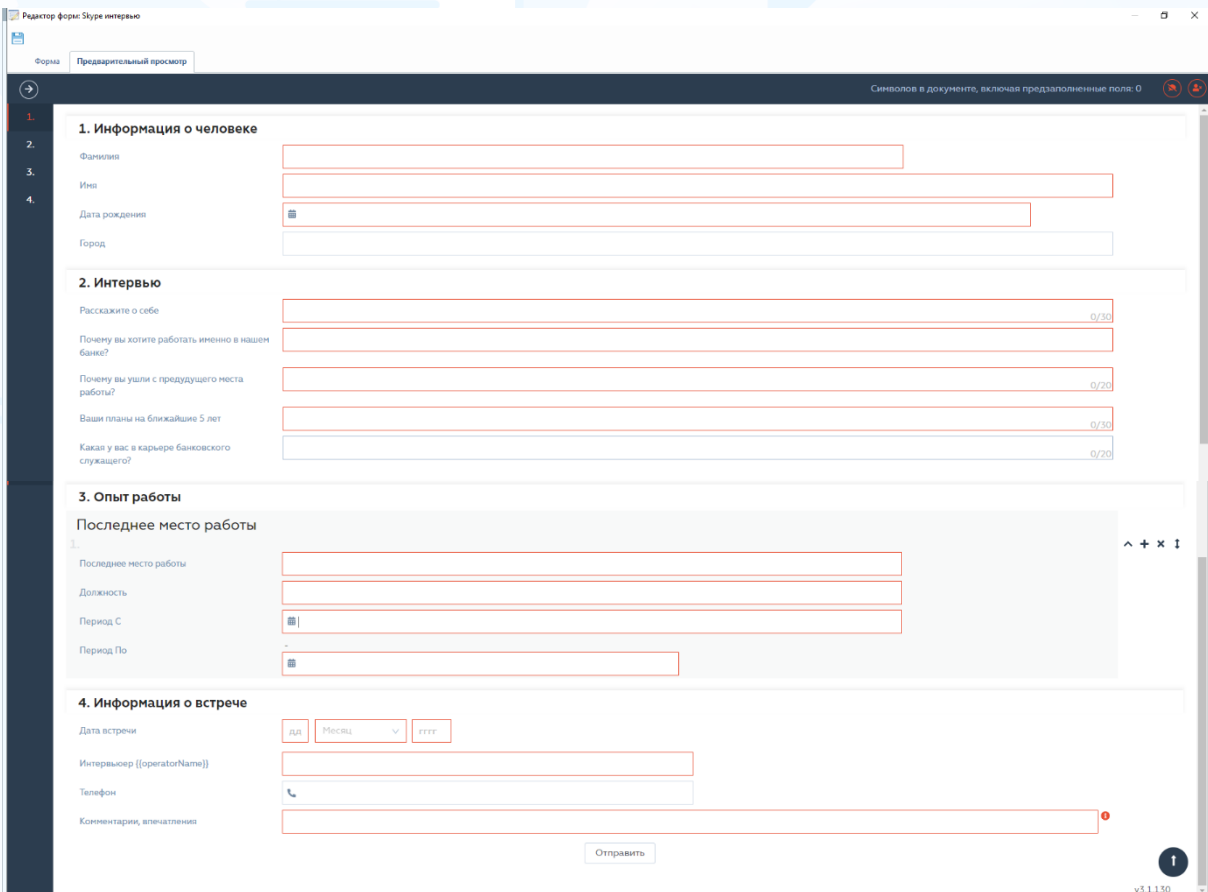 Редактор форм: Skype интервью
Форма
Предварительный просмотр
Символов в документе, включая предзаполненные поля: 0
1.
2.
3.
4.
1. Информация о человеке
Фамилия
Имя
Дата рождения
Город
2. Интервью
Расскажите о себе
0/30
Почему вы хотите работать именно в нашем
банке?
Почему вы ушли с предудущего места
работы?
0/20
Ваши планы на ближайшие 5 лет
0/30
Какая у вас в карьере банковского
служащего?
0/20
3. Опыт работы
Последнее место работы
1.
Последнее место работы
Должность
Период С
Период По
-
4. Информация о встрече
Дата встречи
дд
Месяц
гггг
Интервьюер {{operatorName}}
Телефон
Комментарии, впечатления
Отправить
v3.1.130